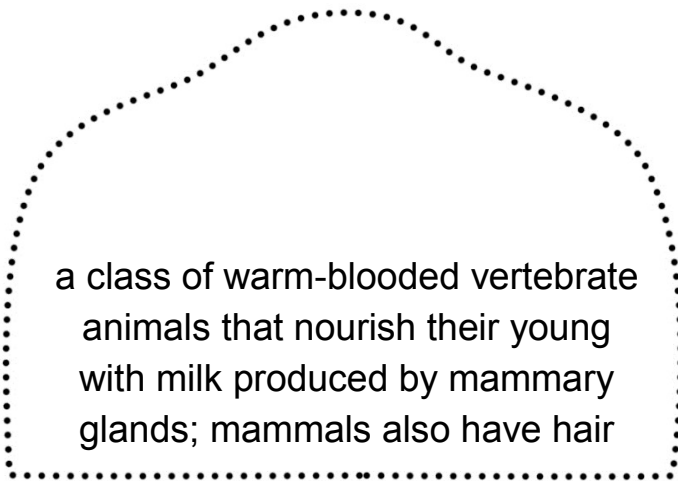 a class of warm-blooded vertebrate
animals that nourish their young
with milk produced by mammary
glands; mammals also have hair